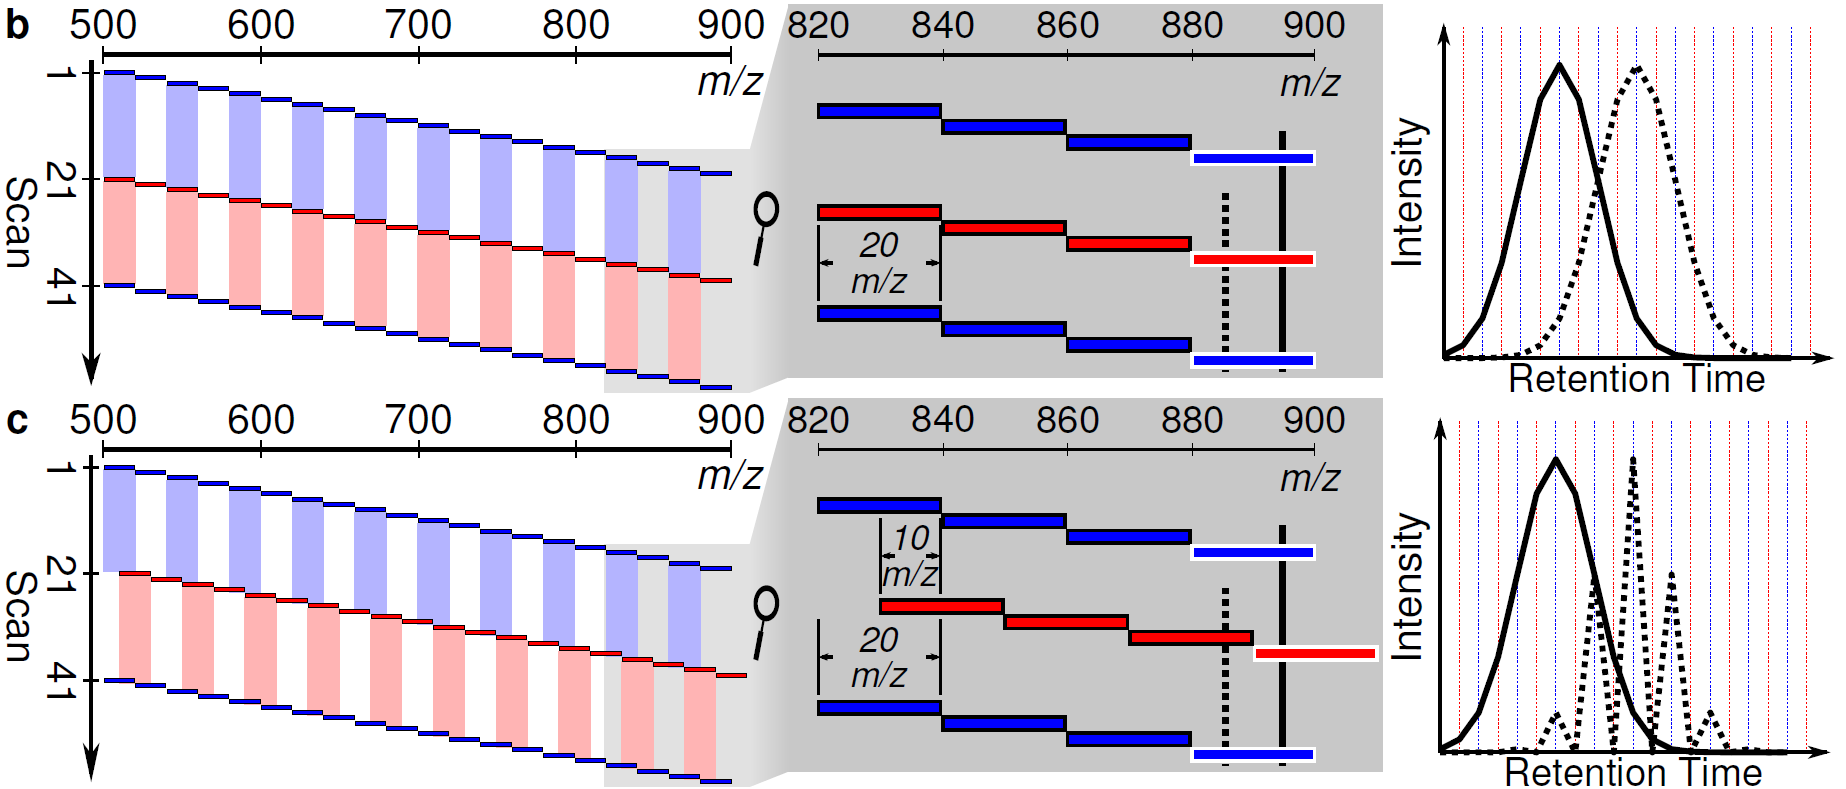 b
500 600 700 800 900
m/z
1
21
41
Scan
820 840 860 880 900
m/z
20
m/z
Intensity
Retention Time
c
500 600 700 800 900
m/z
1
21
41
Scan
820 840 860 880 900
m/z
10
m/z
20
m/z
Intensity
Retention Time